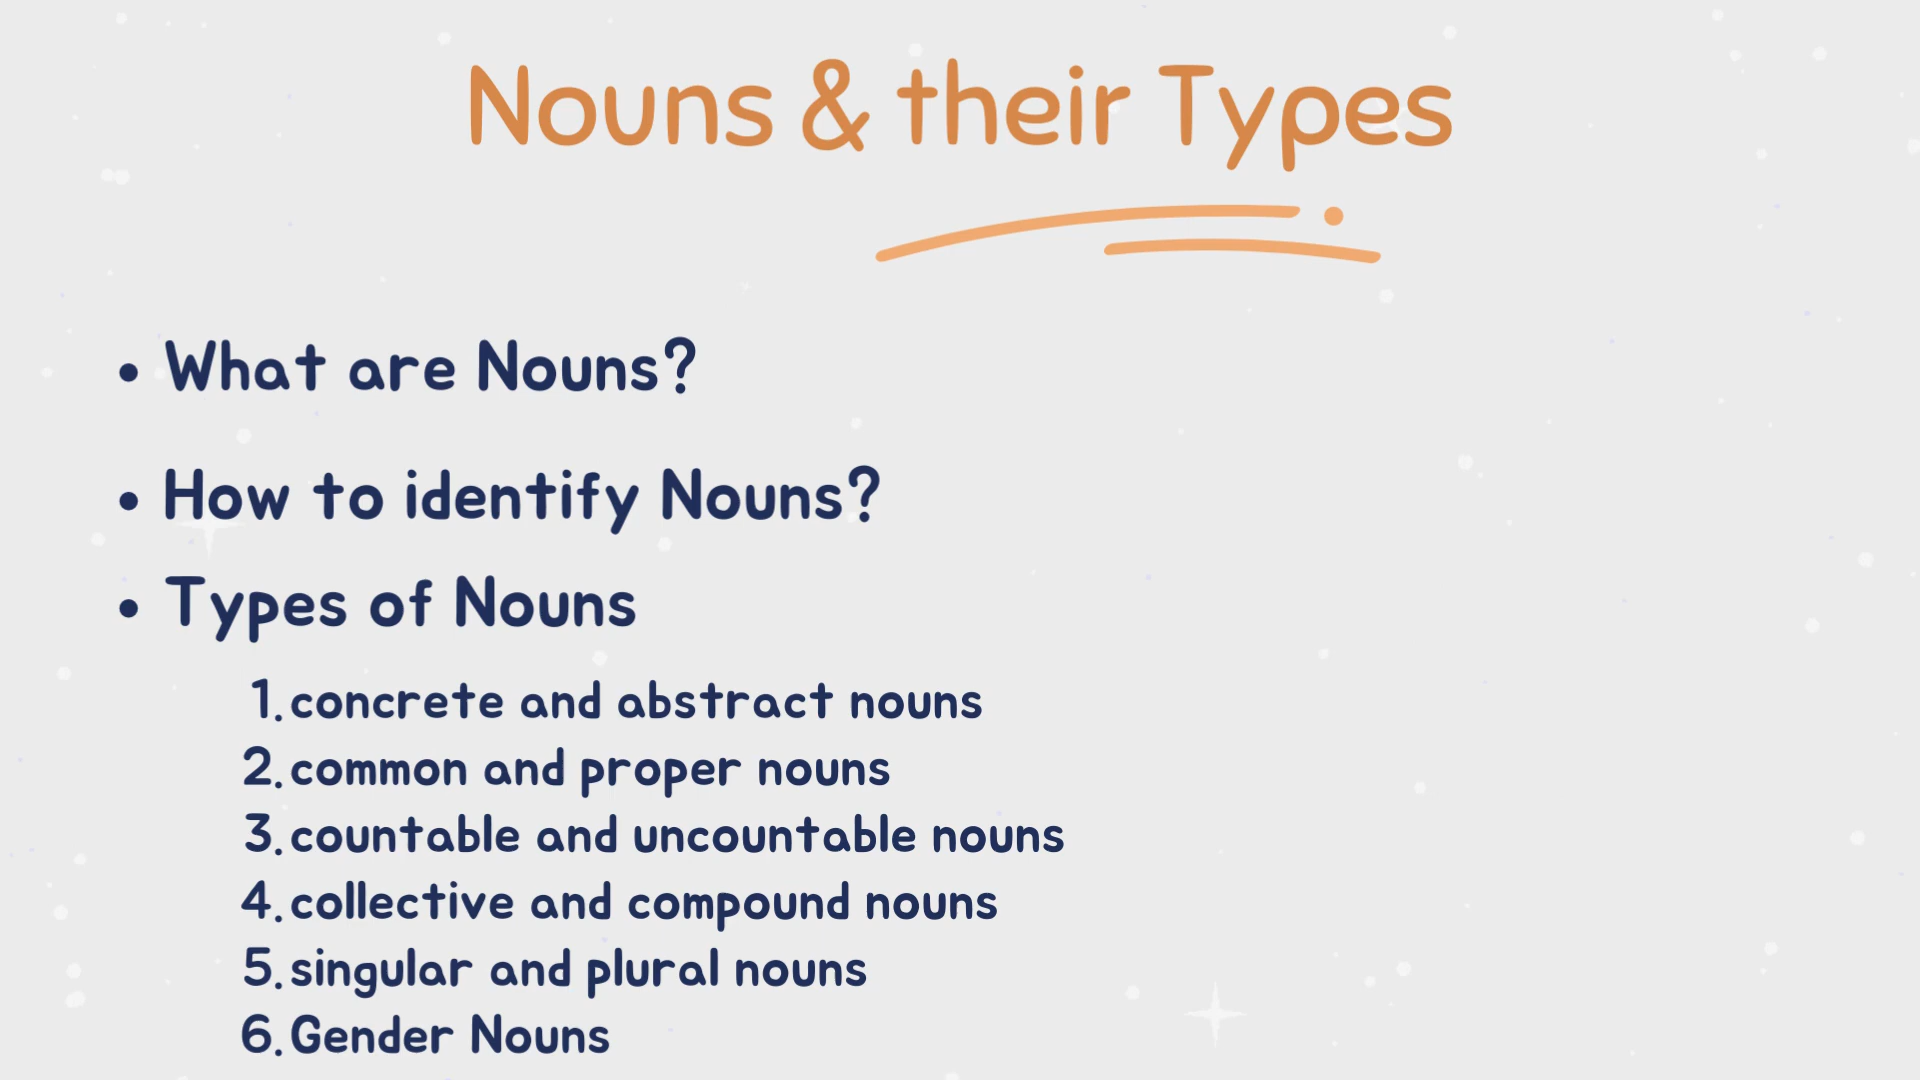 Nouns & their Types
• What are Nouns?
• How to identify Nouns?
• Types of Nouns
1. concrete and abstract nouns
2. common and proper nouns
3. countable and uncountable nouns
4. collective and compound nouns
5. singular and plural nouns
6. Gender Nouns